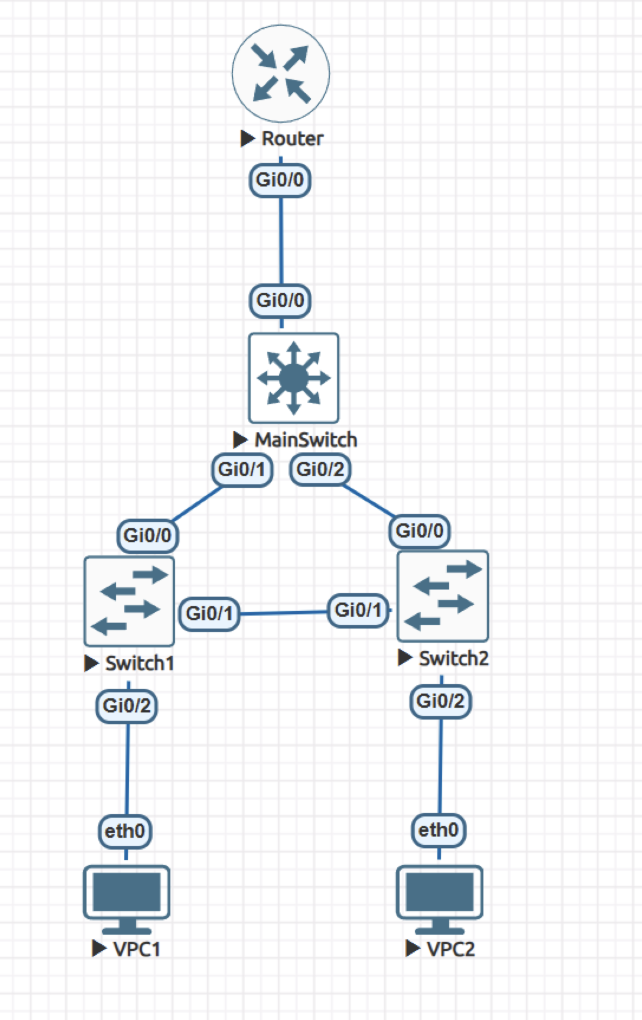 Router
Gi0/0
Gi0/0
MainSwitch
Gi0/1 Gi0/2
Gi0/0 Gi0/0
Gi0/1 Gi0/1
Switch1 Switch2
Gi0/2 Gi0/2
eth0 eth0
VPC1 VPC2